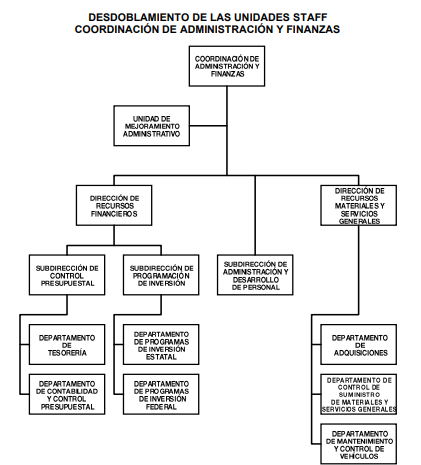 DESDOBLAMIENTO DE LAS UNIDADES STAFF
COORDINACIÓN DE ADMINISTRACIÓN Y FINANZAS
COORDINACIÓN DE
ADMINISTRACIÓN Y
FINANZAS
UNIDAD DE
MEJORAMIENTO
ADMINISTRATIVO
DIRECCIÓN DE
RECURSOS
FINANCIEROS
DIRECCIÓN DE
RECURSOS
MATERIALES Y
SERVICIOS
GENERALES
SUBDIRECCIÓN DE
CONTROL
PRESUPUESTAL
SUBDIRECCIÓN DE
PROGRAMACIÓN
DE INVERSIÓN
SUBDIRECCIÓN DE
ADMINISTRACIÓN Y
DESARROLLO
DE PERSONAL
DEPARTAMENTO
DE
TESORERÍA
DEPARTAMENTO
DE PROGRAMAS
DE INVERSIÓN
ESTATAL
DEPARTAMENTO
DE
ADQUISICIONES
DEPARTAMENTO
DE CONTABILIDAD
Y CONTROL
PRESUPUESTAL
DEPARTAMENTO
DE PROGRAMAS
DE INVERSIÓN
FEDERAL
DEPARTAMENTO DE
CONTROL DE
SUMINISTRO
DE MATERIALES Y
SERVICIOS GENERALES
DEPARTAMENTO
DE MANTENIMIENTO
Y CONTROL DE
VEHÍCULOS